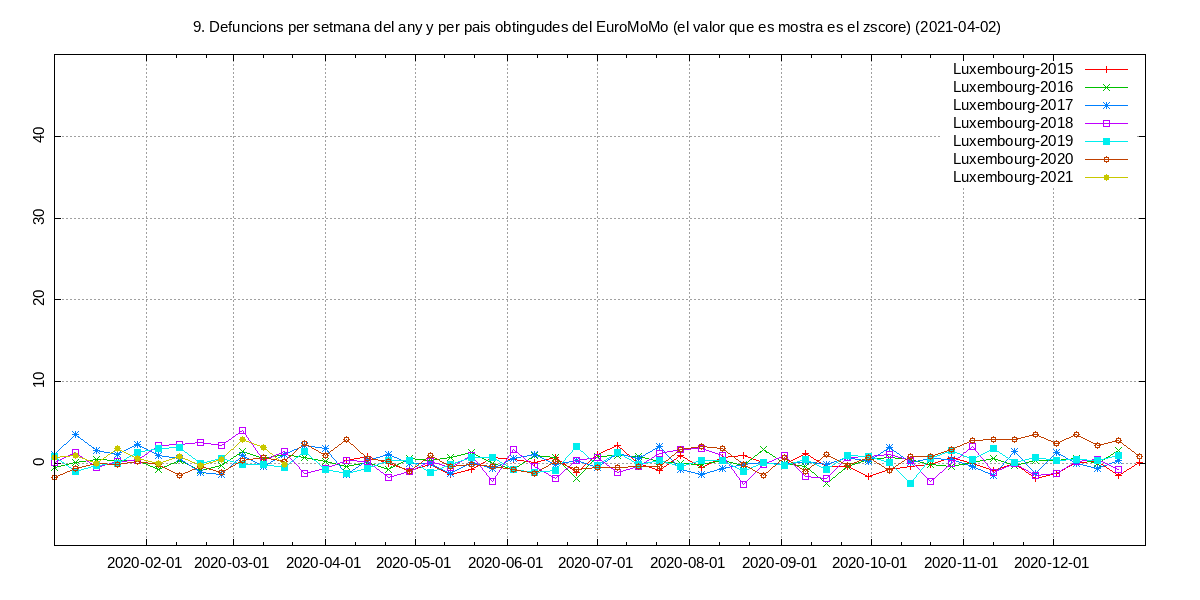 9. Defuncions per setmana del any y per pais obtingudes del EuroMoMo (el valor que es mostra es el zscore) (2021-04-02)
Luxembourg-2015
Luxembourg-2016
Luxembourg-2017
Luxembourg-2018
Luxembourg-2019
Luxembourg-2020
Luxembourg-2021
40
30
20
10
0
2020-02-01 2020-03-01 2020-04-01 2020-05-01 2020-06-01 2020-07-01 2020-08-01 2020-09-01 2020-10-01 2020-11-01 2020-12-01